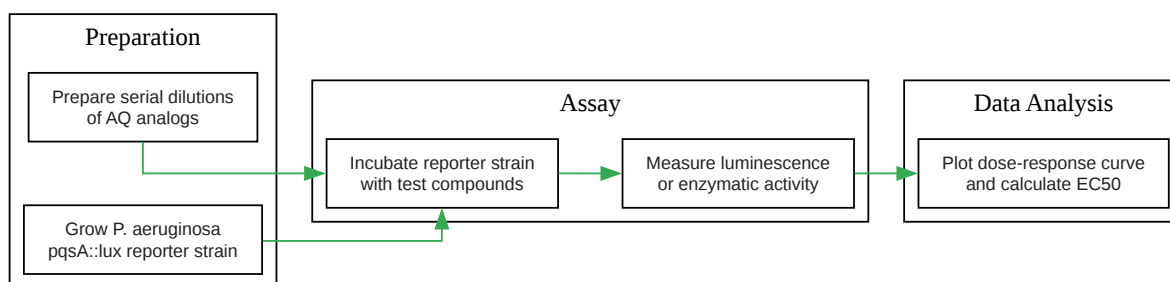 Preparation
Prepare serial dilutions
of AQ analogs
Grow P. aeruginosa
pqsA::lux reporter strain
Assay
Incubate reporter strain
with test compounds
Measure luminescence
or enzymatic activity
Data Analysis
Plot dose-response curve
and calculate EC50